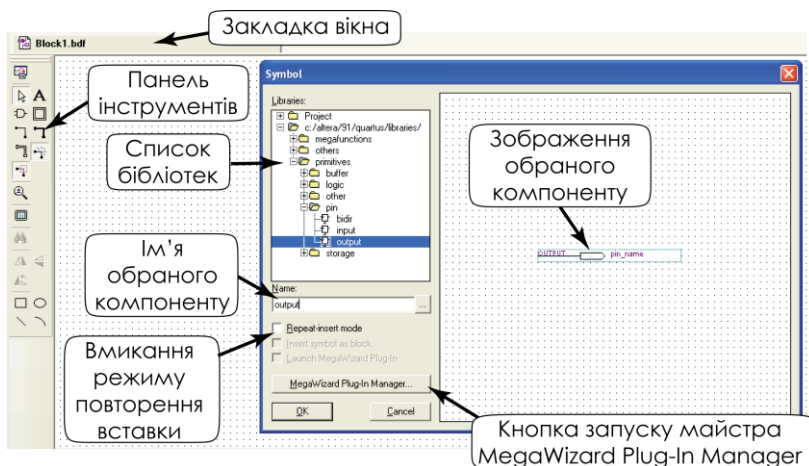 Закладка вікна
Block1.bdf
Панель
інструментів
Список
бібліотек
Ім’я
обраного
компоненту
Вмикання
режиму
повторення
вставки
Symbol
Libraries:
Project
c:/altera/91/quartus/libraries/
megafunctions
others
primitives
buffer
logic
other
pin
bidir
input
output
storage
Name:
output
...
Repeat-insert mode
Insert symbol as block
Launch MegaWizard Plug-In
MegaWizard Plug-In Manager...
OK
Cancel
Зображення
обраного
компоненту
OUTPUT
pin_name
Кнопка запуску майстра
MegaWizard Plug-In Manager